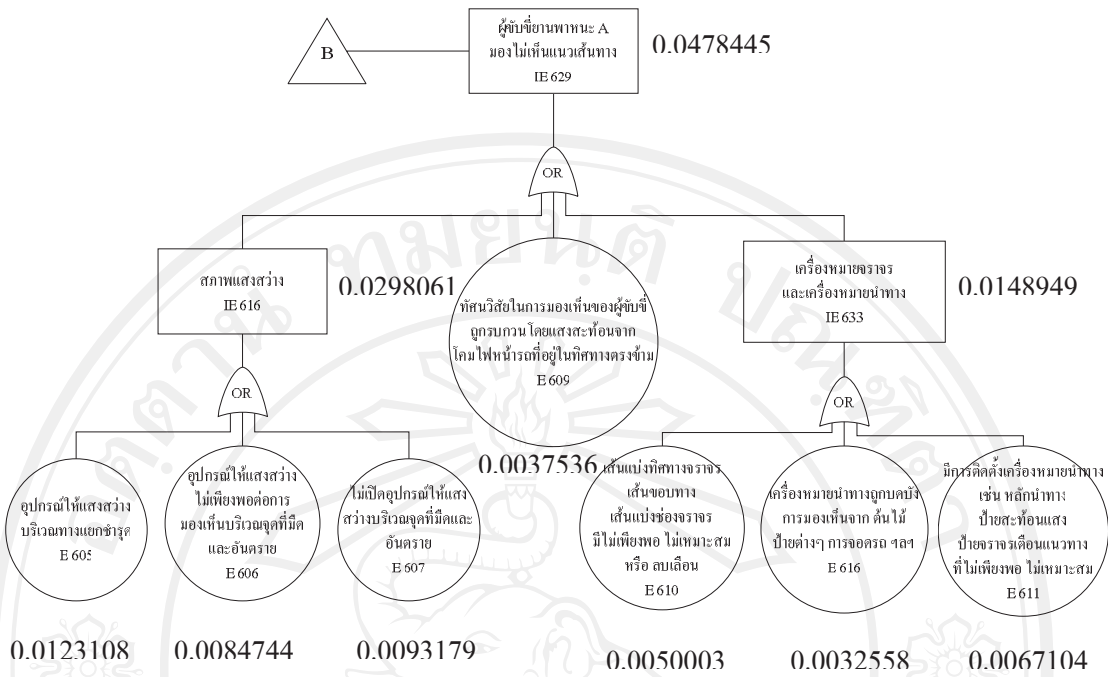 B
ผู้ขับขี่ยานพาหนะ A
มองไม่เห็นแนวเส้นทาง
IE 629
0.0478445
OR
สภาพแสงสว่าง
IE 616
0.0298061
ทัศนวิสัยในการมองเห็นของผู้ขับขี่
ถูกรบกวน โดยแสงสะท้อนจาก
โคมไฟหน้ารถที่อยู่ในทิศทางตรงข้าม
E 609
0.0037536
เครื่องหมายจราจร
และเครื่องหมายนำทาง
IE 633
0.0148949
OR
OR
อุปกรณ์ให้แสงสว่าง
บริเวณทางแยกชำรุด
E 605
0.0123108
อุปกรณ์ให้แสงสว่าง
ไม่เพียงพอต่อการ
มองเห็นบริเวณจุดที่มืด
และอันตราย
E 606
0.0084744
ไม่เปิดอุปกรณ์ให้แสง
สว่างบริเวณจุดที่มืดและ
อันตราย
E 607
0.0093179
เส้นแบ่งทิศทางจราจร
เส้นขอบทาง
เส้นแบ่งช่องจราจร
มีไม่เพียงพอ ไม่เหมาะสม
หรือ ลบเลือน
E 610
0.0050003
เครื่องหมายนำทางถูกบดบัง
การมองเห็นจาก ต้นไม้
ป้ายต่างๆ การจอดรถ ฯลฯ
E 616
0.0032558
มีการติดตั้งเครื่องหมายนำทาง
เช่น หลักนำทาง
ป้ายสะท้อนแสง
ป้ายจราจรเตือนแนวทาง
ที่ไม่เพียงพอ ไม่เหมาะสม
E 611
0.0067104